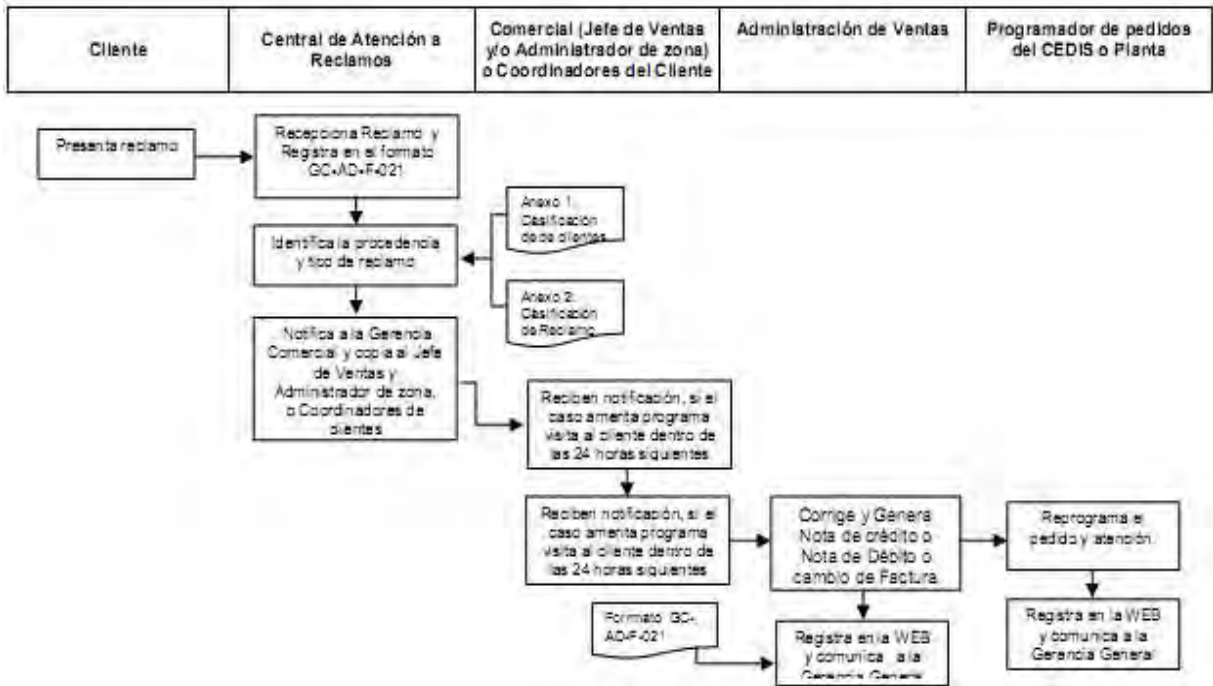 Cliente
Central de Atención a
Reclamos
Comercial (Jefe de Ventas
y/o Administrador de zona)
o Coordinadores del Cliente
Administración de Ventas
Programador de pedidos
del CEDIS o Planta
Presenta reclamo
Recepciona Reclamo y
Registra en el formato
GC-AD-F-021
Identifica la procedencia
y tipo de reclamo
Anexo 1.
Clasificación
de de clientes
Anexo 2.
Clasificación
de Reclamo
Notifica a la Gerencia
Comercial y copia al Jefe
de Ventas y
Administrador de zona,
o Coordinadores de
clientes
Reciben notificación, si el
caso amerita programa
visita al cliente dentro de
las 24 horas siguientes
Reciben notificación, si el
caso amerita programa
visita al cliente dentro de
las 24 horas siguientes
Corrige y Genera
Nota de crédito o
Nota de Débito o
cambio de Factura
Reprograma el
pedido y atención
Formato GC-
AD-F-021
Registra en la WEB
y comunica a la
Gerencia General
Registra en la WEB
y comunica a la
Gerencia General